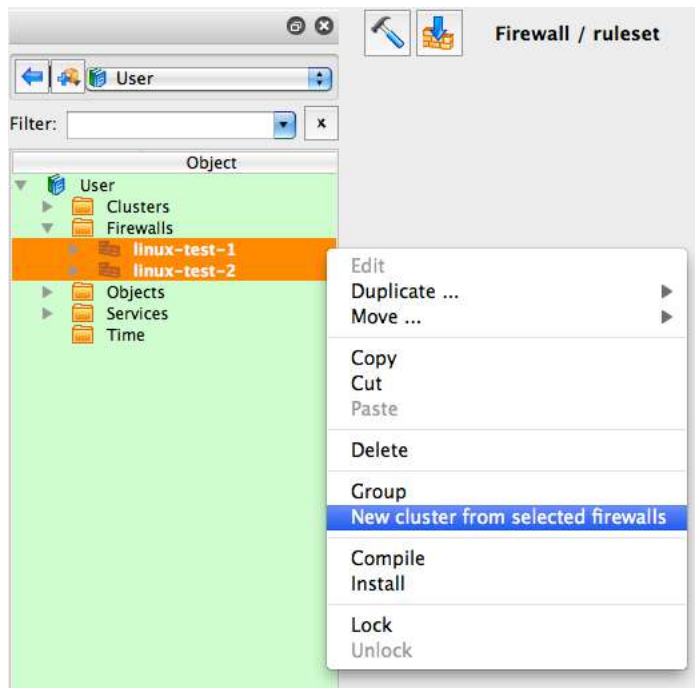 Firewall / ruleset
User
Filter:
x
Object
User
Clusters
Firewalls
linux-test-1
linux-test-2
Objects
Services
Time
Edit
Duplicate ...
Move ...
Copy
Cut
Paste
Delete
Group
New cluster from selected firewalls
Compile
Install
Lock
Unlock